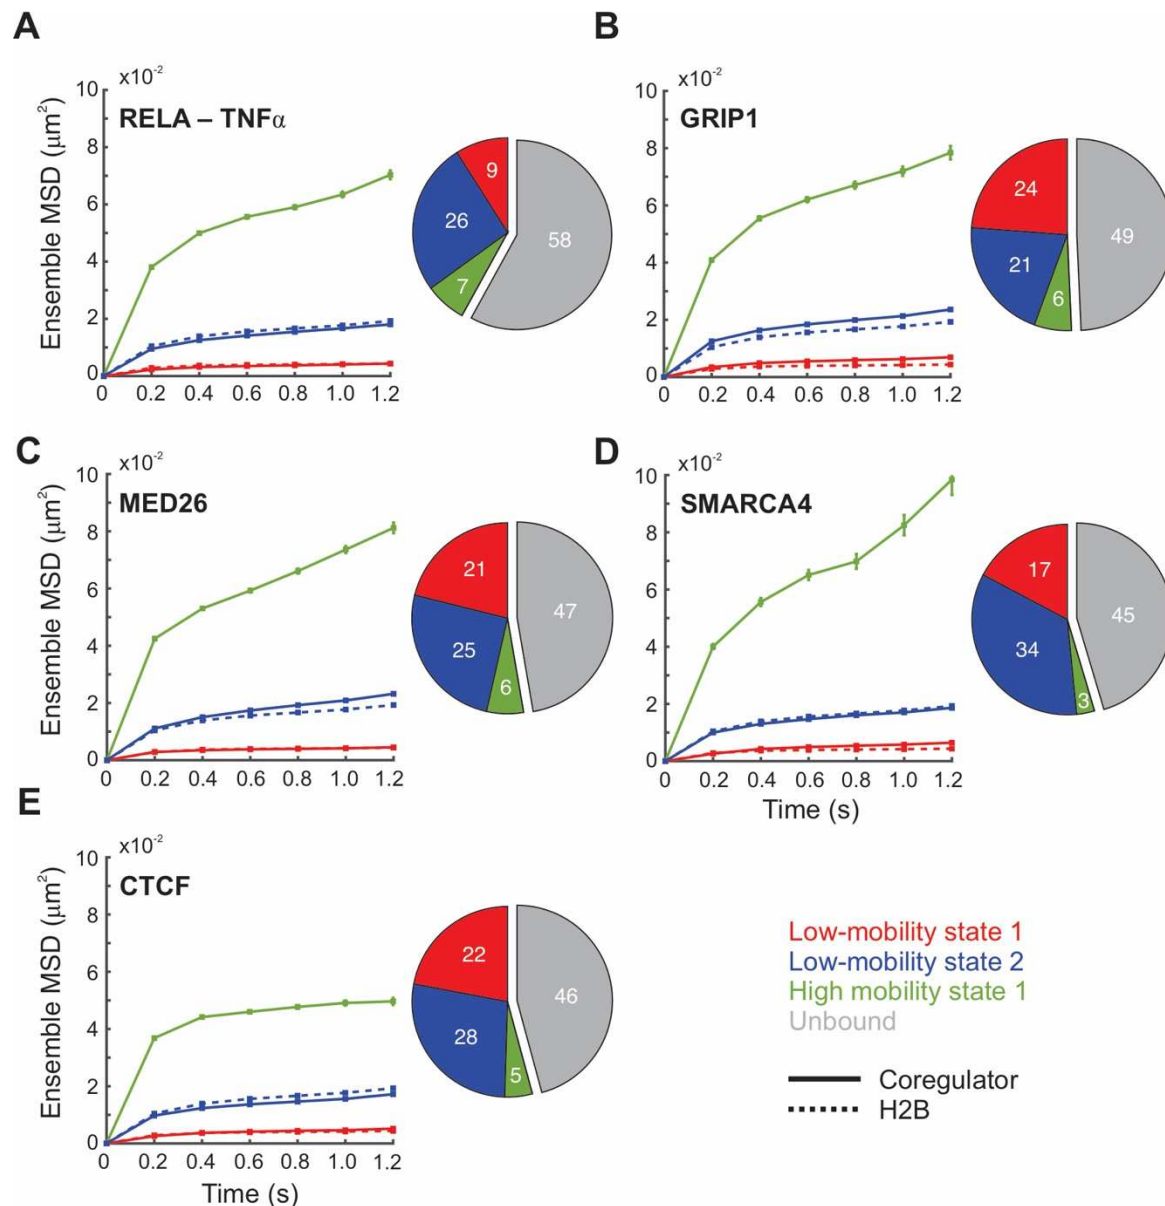 A
x10⁻²
RELA – TNFα
Ensemble MSD (μm²)
10
8
6
4
2
0
0 0.2 0.4 0.6 0.8 1.0 1.2
9
26
7
58
B
x10⁻²
GRIP1
10
8
6
4
2
0
0 0.2 0.4 0.6 0.8 1.0 1.2
24
21
6
49
C
x10⁻²
MED26
Ensemble MSD (μm²)
10
8
6
4
2
0
0 0.2 0.4 0.6 0.8 1.0 1.2
21
25
6
47
D
x10⁻²
SMARCA4
10
8
6
4
2
0
0 0.2 0.4 0.6 0.8 1.0 1.2
Time (s)
17
34
3
45
E
x10⁻²
CTCF
Ensemble MSD (μm²)
10
8
6
4
2
0
0 0.2 0.4 0.6 0.8 1.0 1.2
Time (s)
22
28
5
46
Low-mobility state 1
Low-mobility state 2
High mobility state 1
Unbound
Coregulator
H2B